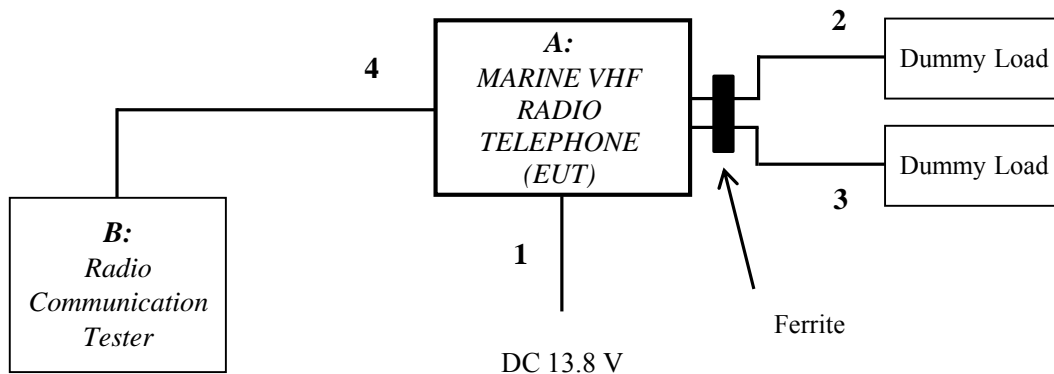 2
Dummy Load
A:
MARINE VHF
RADIO
TELEPHONE
(EUT)
4
Dummy Load
3
B:
Radio
Communication
Tester
1
Ferrite
DC 13.8 V